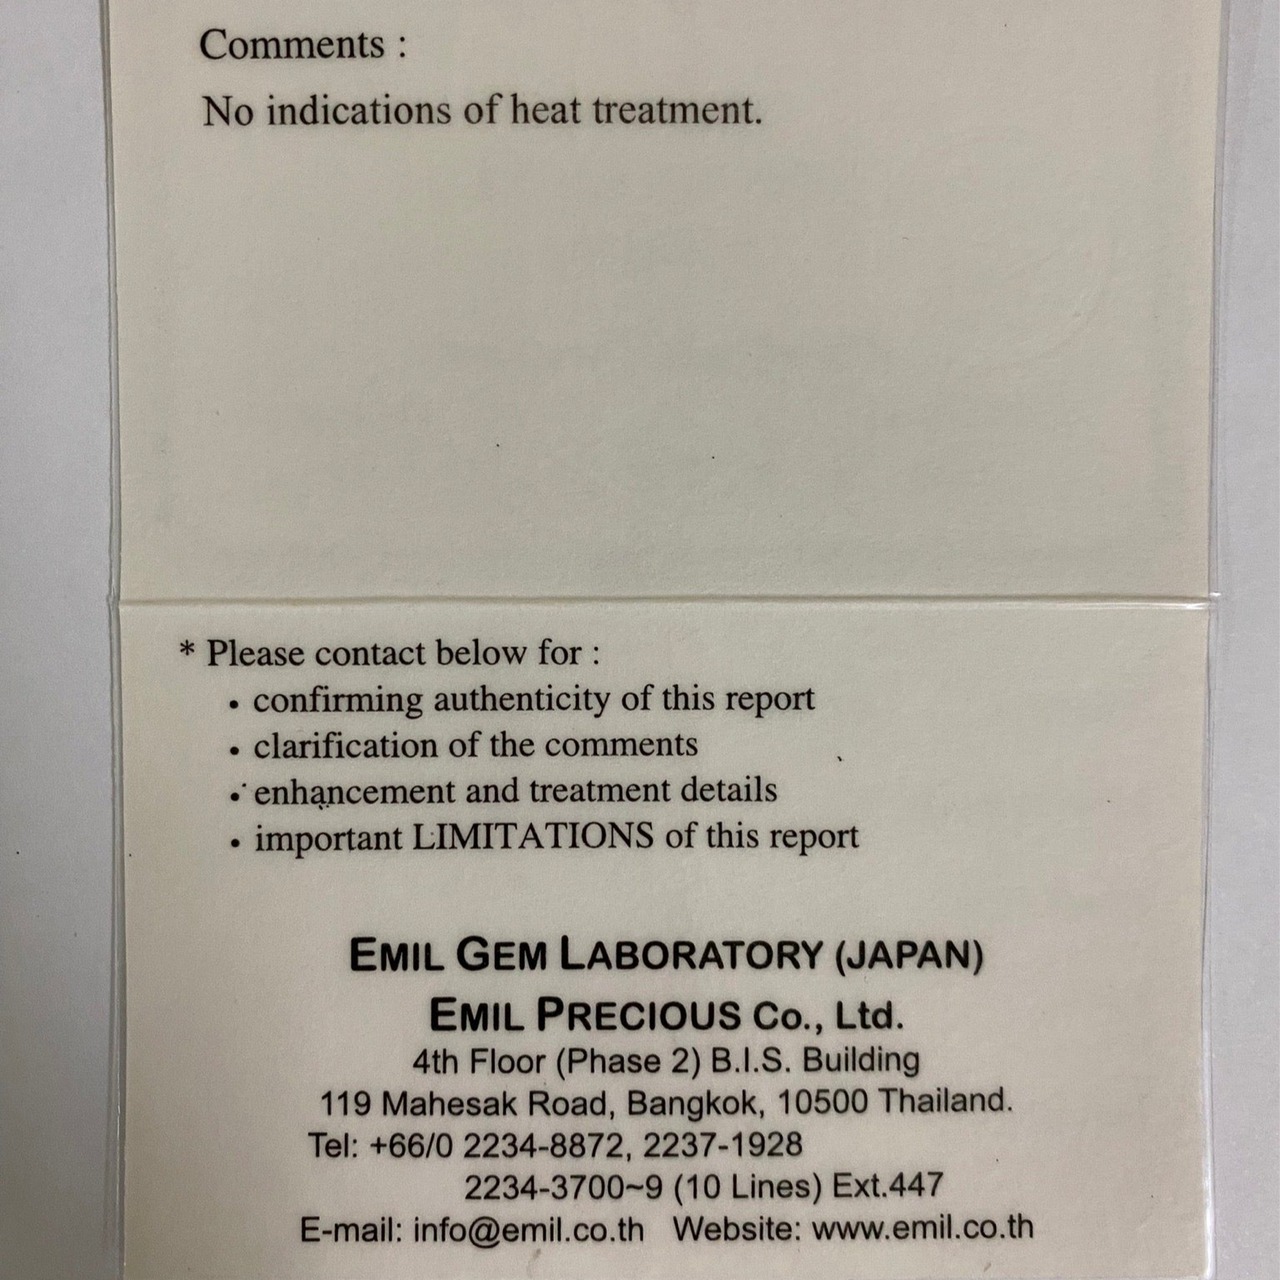 Comments :
No indications of heat treatment.
* Please contact below for :
• confirming authenticity of this report
• clarification of the comments
• enhancement and treatment details
• important LIMITATIONS of this report
EMIL GEM LABORATORY (JAPAN)
EMIL PRECIOUS Co., Ltd.
4th Floor (Phase 2) B.I.S. Building
119 Mahesak Road, Bangkok, 10500 Thailand.
Tel: +66/0 2234-8872, 2237-1928
2234-3700~9 (10 Lines) Ext.447
E-mail: info@emil.co.th Website: www.emil.co.th